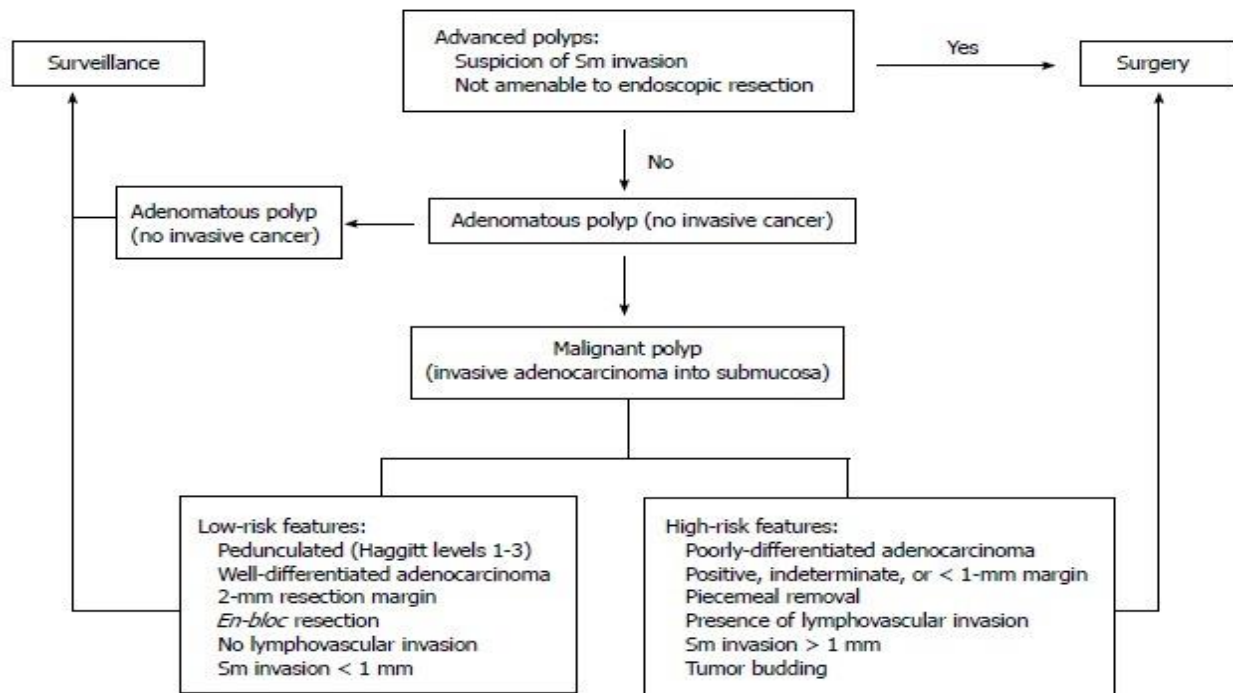 Advanced polyps:
Suspicion of Sm invasion
Not amenable to endoscopic resection
Yes
Surgery
Surveillance
No
Adenomatous polyp
(no invasive cancer)
Adenomatous polyp (no invasive cancer)
Malignant polyp
(invasive adenocarcinoma into submucosa)
Low-risk features:
Pedunculated (Haggitt levels 1-3)
Well-differentiated adenocarcinoma
2-mm resection margin
En-bloc resection
No lymphovascular invasion
Sm invasion < 1 mm
High-risk features:
Poorly-differentiated adenocarcinoma
Positive, indeterminate, or < 1-mm margin
Piecemeal removal
Presence of lymphovascular invasion
Sm invasion > 1 mm
Tumor budding